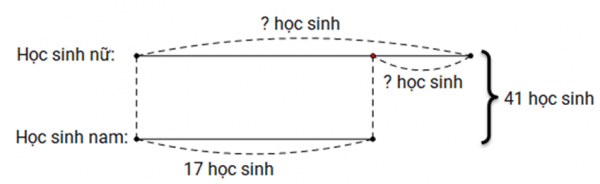 ? học sinh
Học sinh nữ:
? học sinh
41 học sinh
Học sinh nam:
17 học sinh